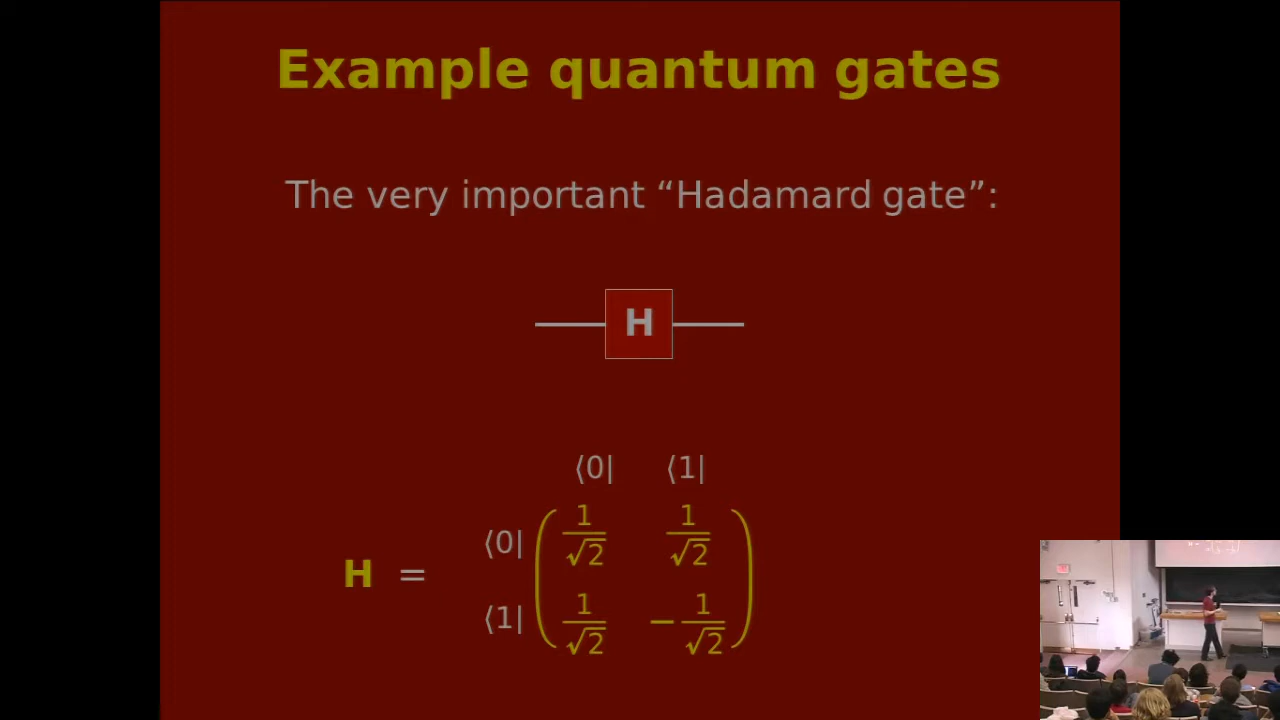 Example quantum gates
The very important “Hadamard gate”:
H
⟨0| ⟨1|
H = ⟨0| ( 1/√2 1/√2 )
⟨1| ( 1/√2 −1/√2 )